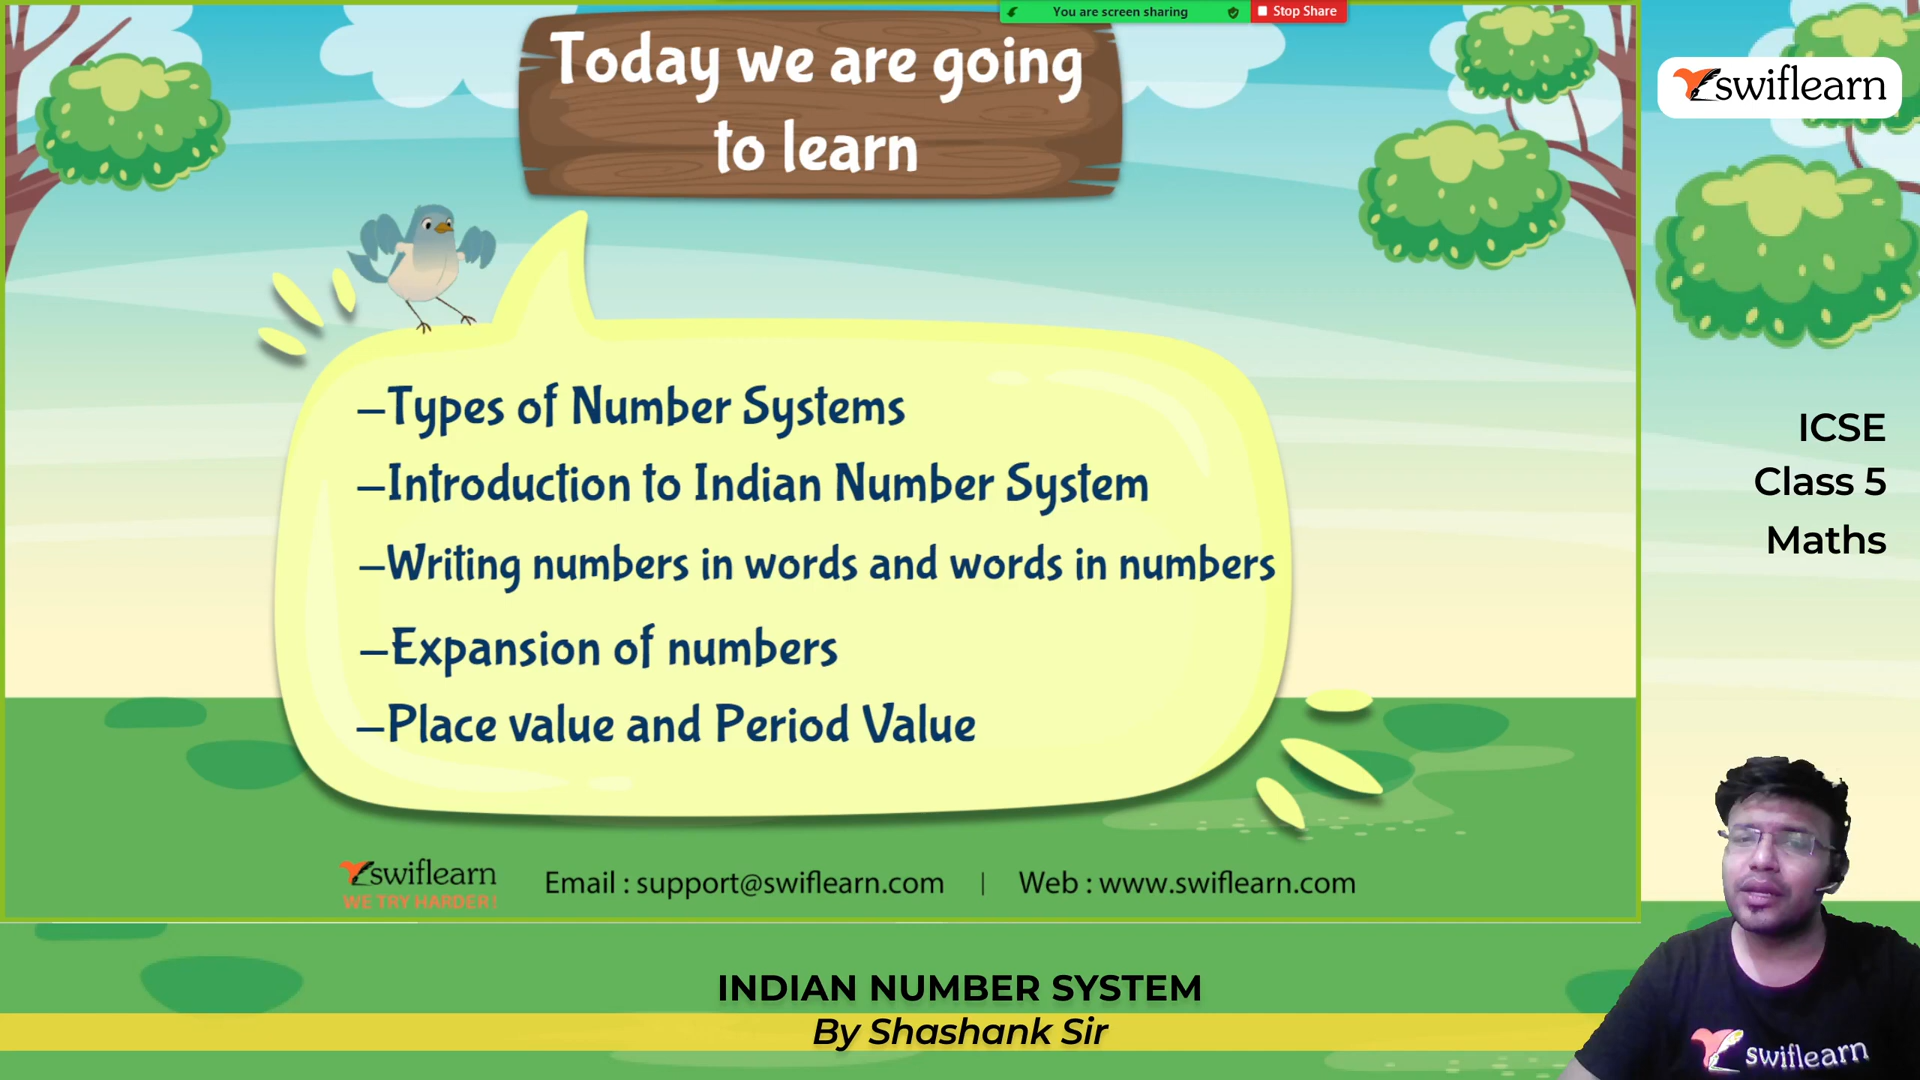 You are screen sharing
Stop Share
Today we are going
to learn
swiflearn
–Types of Number Systems
–Introduction to Indian Number System
–Writing numbers in words and words in numbers
–Expansion of numbers
–Place value and Period Value
ICSE
Class 5
Maths
swiflearn
WE TRY HARDER!
Email : support@swiflearn.com | Web : www.swiflearn.com
INDIAN NUMBER SYSTEM
By Shashank Sir
swiflearn